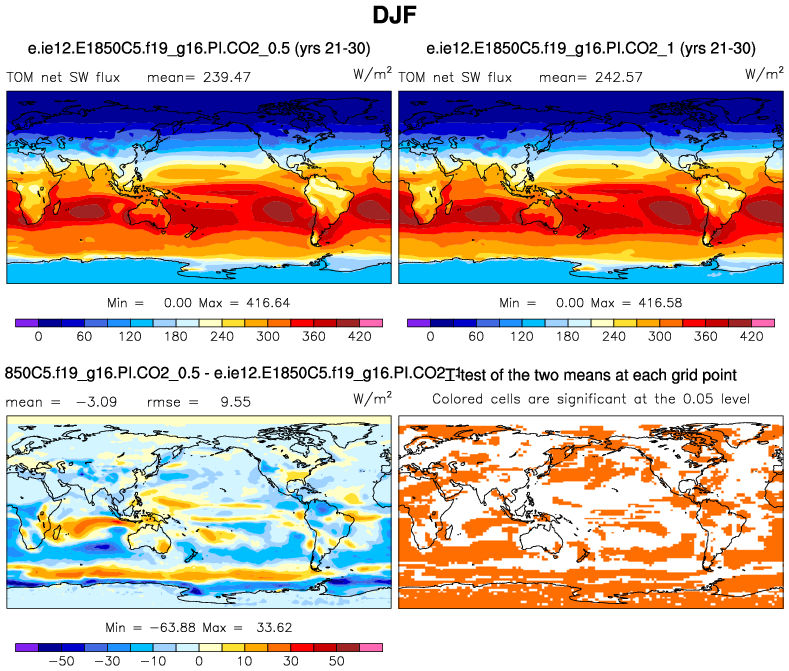 DJF
e.ie12.E1850C5.f19_g16.PI.CO2_0.5 (yrs 21-30)
e.ie12.E1850C5.f19_g16.PI.CO2_1 (yrs 21-30)
TOM net SW flux mean= 239.47 W/m2
TOM net SW flux mean= 242.57 W/m2
Min = 0.00 Max = 416.64
Min = 0.00 Max = 416.58
0 60 120 180 240 300 360 420
0 60 120 180 240 300 360 420
850C5.f19_g16.PI.CO2_0.5 - e.ie12.E1850C5.f19_g16.PI.CO2_1
T-test of the two means at each grid point
mean = -3.09 rmse = 9.55 W/m2
Colored cells are significant at the 0.05 level
Min = -63.88 Max = 33.62
-50 -30 -10 0 10 30 50